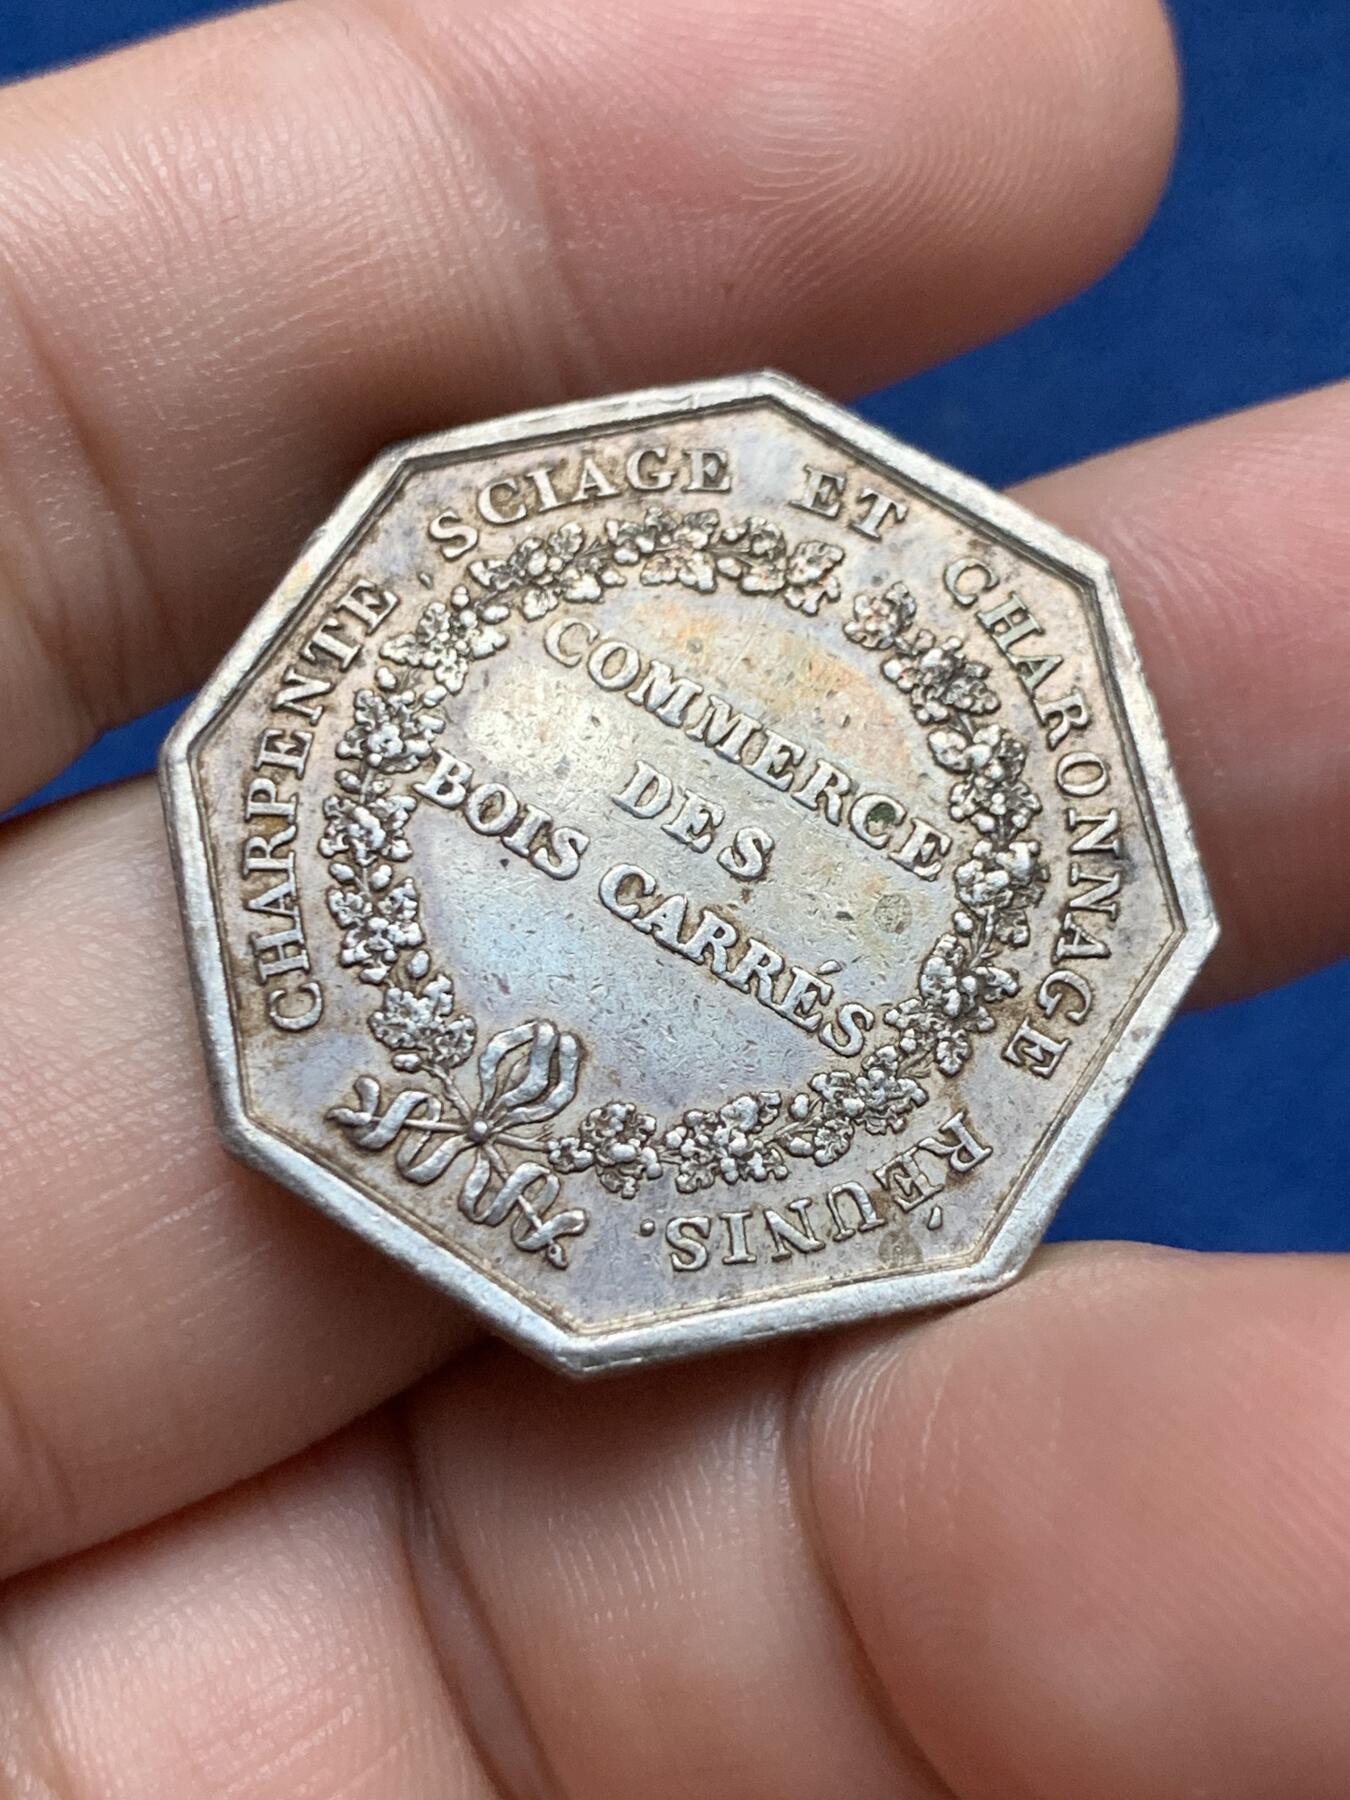 CHARPENTE, SCIAGE ET CHARONNAGE RÉUNIS.
COMMERCE
DES
BOIS CARRÉS